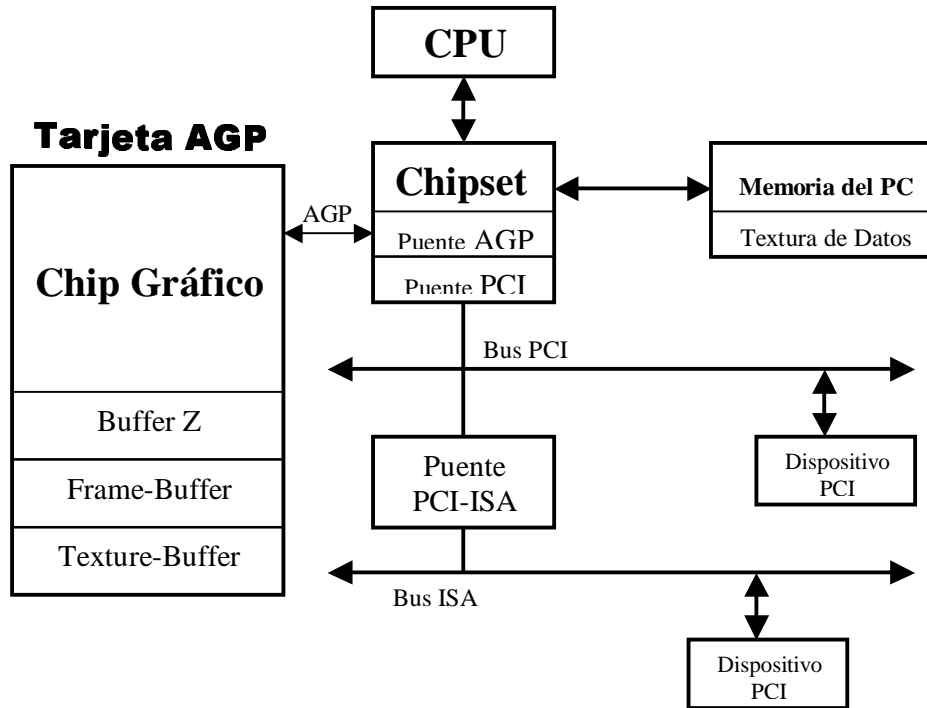 CPU
Tarjeta AGP
Chipset
Puente AGP
Puente PCI
AGP
Memoria del PC
Textura de Datos
Chip Gráfico
Buffer Z
Frame-Buffer
Texture-Buffer
Bus PCI
Puente
PCI-ISA
Dispositivo
PCI
Bus ISA
Dispositivo
PCI